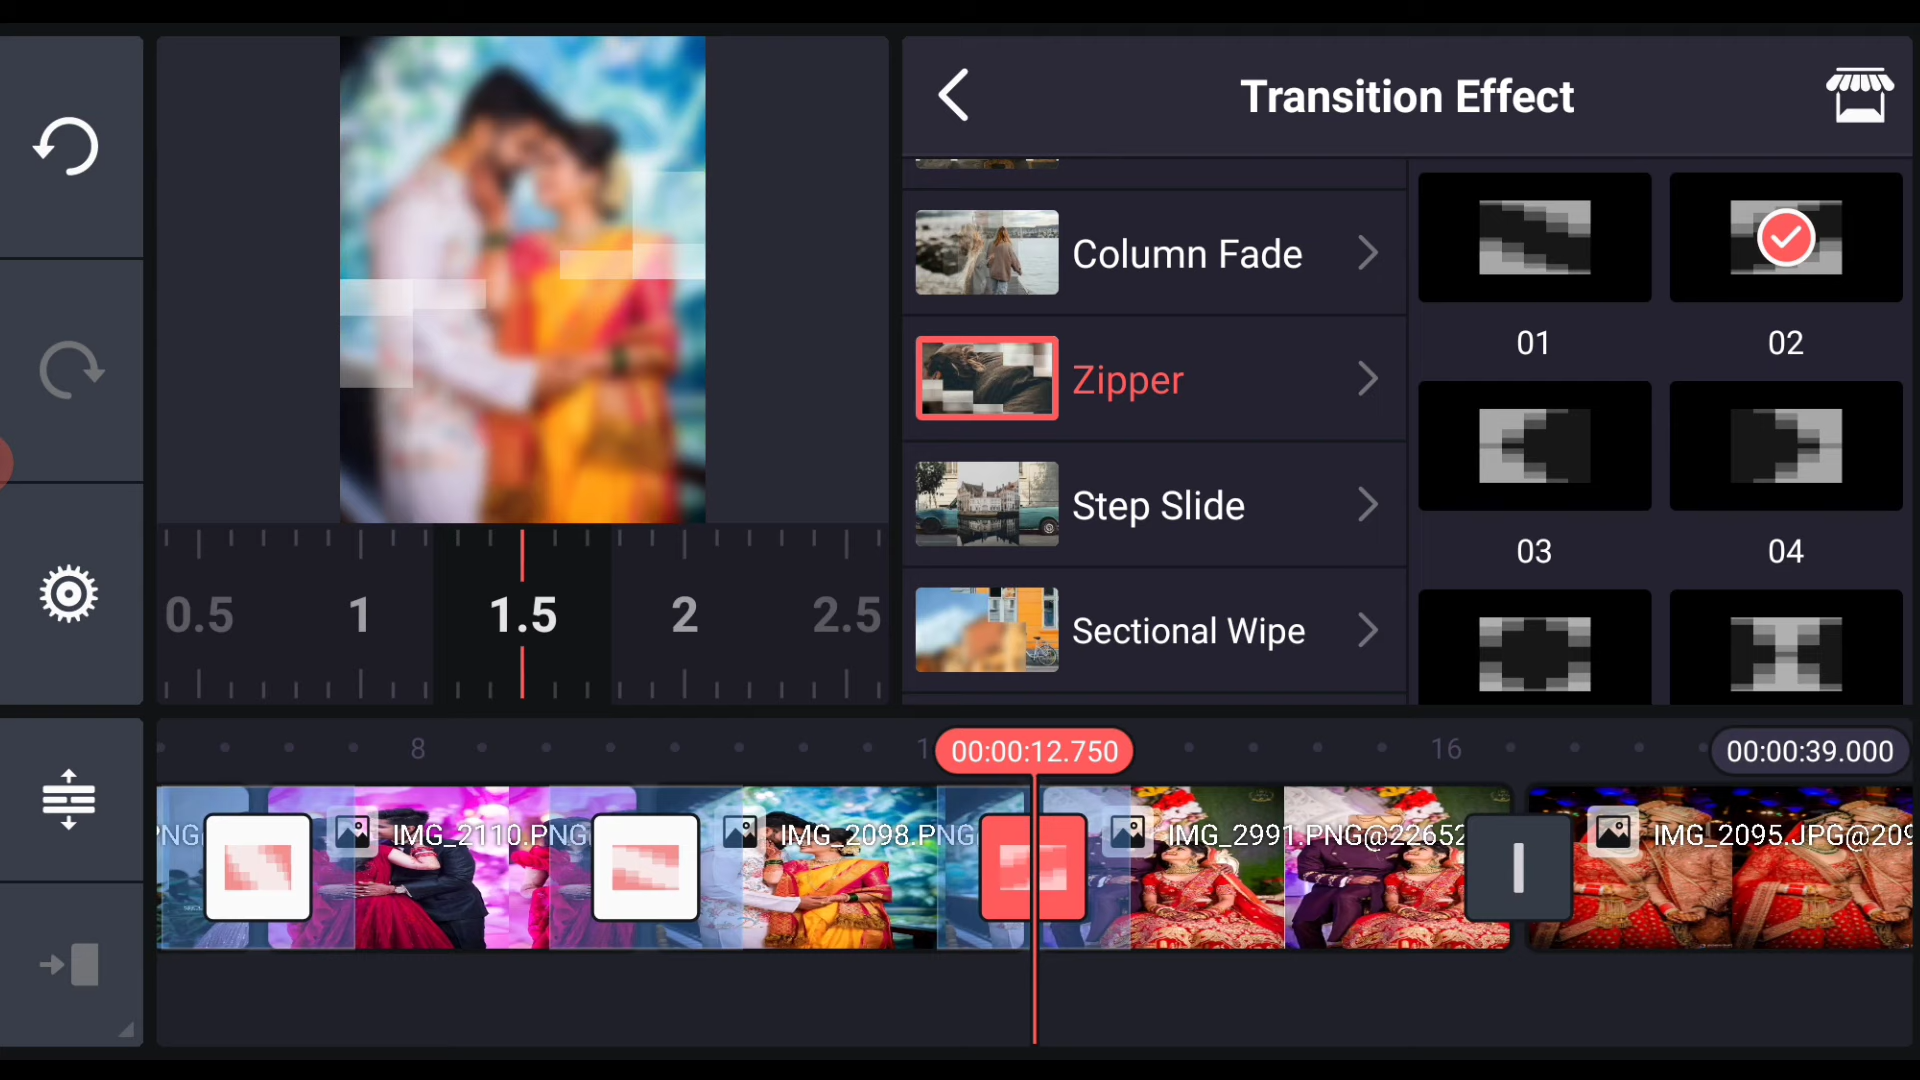 Transition Effect
Column Fade
Zipper
Step Slide
Sectional Wipe
01
02
03
04
0.5
1
1.5
2
2.5
8
00:00:12.750
16
00:00:39.000
PNG
IMG_2110.PNG
IMG_2098.PNG
IMG_2991.PNG@22652
IMG_2095.JPG@209